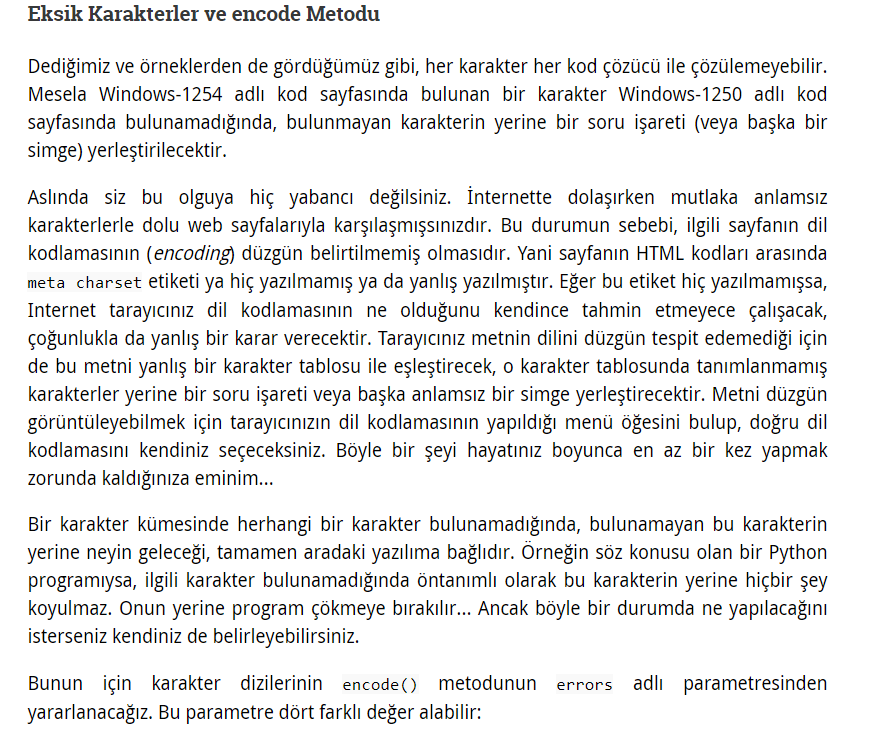 Eksik Karakterler ve encode Metodu
Dediğimiz ve örneklerden de gördüğümüz gibi, her karakter her kod çözücü ile çözülemeyebilir.
Mesela Windows-1254 adlı kod sayfasında bulunan bir karakter Windows-1250 adlı kod
sayfasında bulunamadığında, bulunmayan karakterin yerine bir soru işareti (veya başka bir
simge) yerleştirilecektir.
Aslında siz bu olguya hiç yabancı değilsiniz. İnternette dolaşırken mutlaka anlamsız
karakterlerle dolu web sayfalarıyla karşılaşmışsınızdır. Bu durumun sebebi, ilgili sayfanın dil
kodlamasının (encoding) düzgün belirtilmemiş olmasıdır. Yani sayfanın HTML kodları arasında
meta charset etiketi ya hiç yazılmamış ya da yanlış yazılmıştır. Eğer bu etiket hiç yazılmamışsa,
Internet tarayıcınız dil kodlamasının ne olduğunu kendince tahmin etmeyece çalışacak,
çoğunlukla da yanlış bir karar verecektir. Tarayıcınız metnin dilini düzgün tespit edemediği için
de bu metni yanlış bir karakter tablosu ile eşleştirecek, o karakter tablosunda tanımlanmamış
karakterler yerine bir soru işareti veya başka anlamsız bir simge yerleştirecektir. Metni düzgün
görüntüleyebilmek için tarayıcınızın dil kodlamasının yapıldığı menü öğesini bulup, doğru dil
kodlamasını kendiniz seçeceksiniz. Böyle bir şeyi hayatınız boyunca en az bir kez yapmak
zorunda kaldığınıza eminim...
Bir karakter kümesinde herhangi bir karakter bulunamadığında, bulunamayan bu karakterin
yerine neyin geleceği, tamamen aradaki yazılıma bağlıdır. Örneğin söz konusu olan bir Python
programıysa, ilgili karakter bulunamadığında öntanımlı olarak bu karakterin yerine hiçbir şey
koyulmaz. Onun yerine program çökmeye bırakılır... Ancak böyle bir durumda ne yapılacağını
isterseniz kendiniz de belirleyebilirsiniz.
Bunun için karakter dizilerinin encode() metodunun errors adlı parametresinden
yararlanacağız. Bu parametre dört farklı değer alabilir: